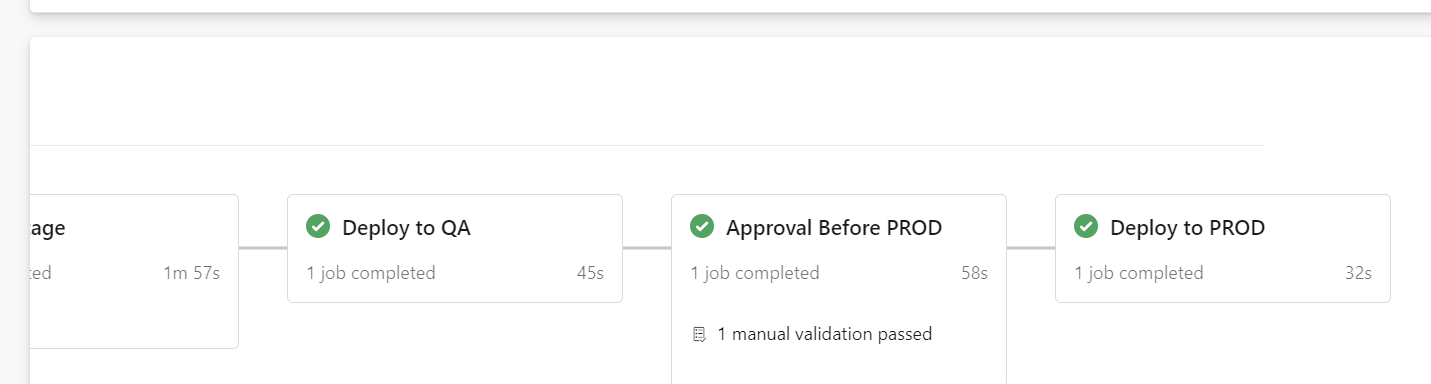 age
Deploy to QA
Approval Before PROD
Deploy to PROD
ted
1m 57s
1 job completed
45s
1 job completed
58s
1 job completed
32s
1 manual validation passed